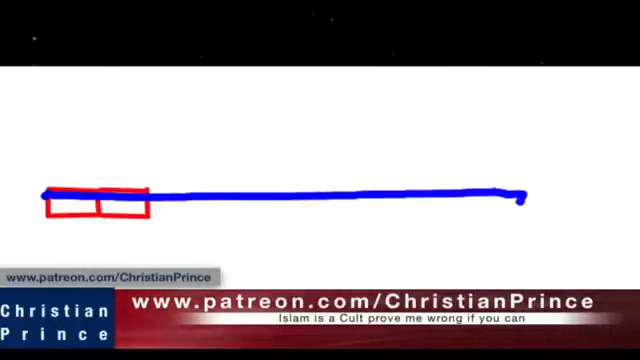 www.patreon.com/ChristianPrince
Christian
Prince
www.patreon.com/ChristianPrince
Islam is a Cult prove me wrong if you can